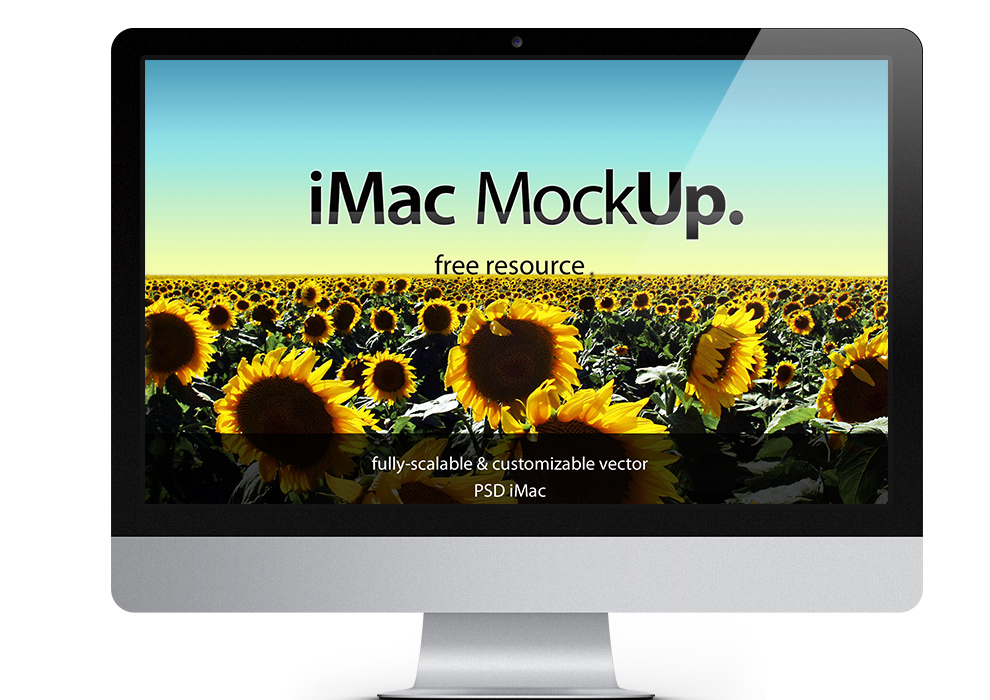 iMac MockUp.
free resource
fully-scalable & customizable vector
PSD iMac